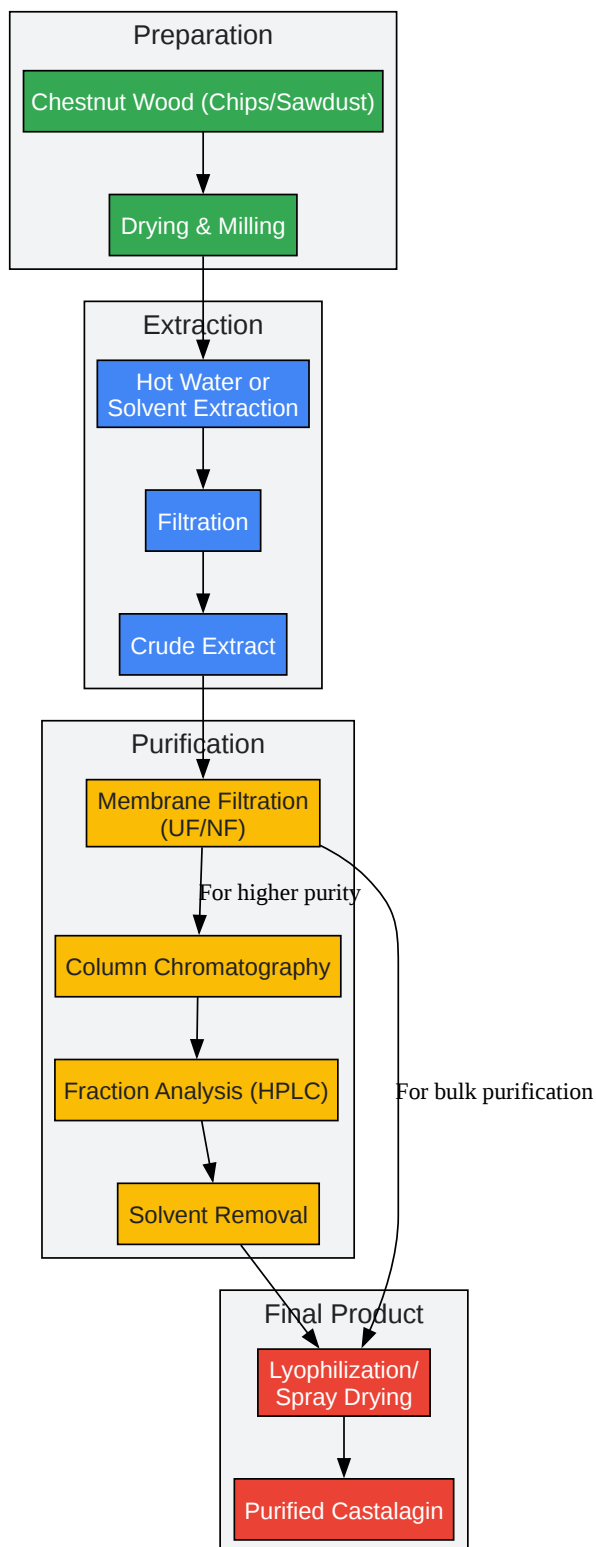 Preparation
Chestnut Wood (Chips/Sawdust)
Drying & Milling
Extraction
Hot Water or
Solvent Extraction
Filtration
Crude Extract
Purification
Membrane Filtration
(UF/NF)
For higher purity
Column Chromatography
Fraction Analysis (HPLC)
For bulk purification
Solvent Removal
Final Product
Lyophilization/
Spray Drying
Purified Castalagin